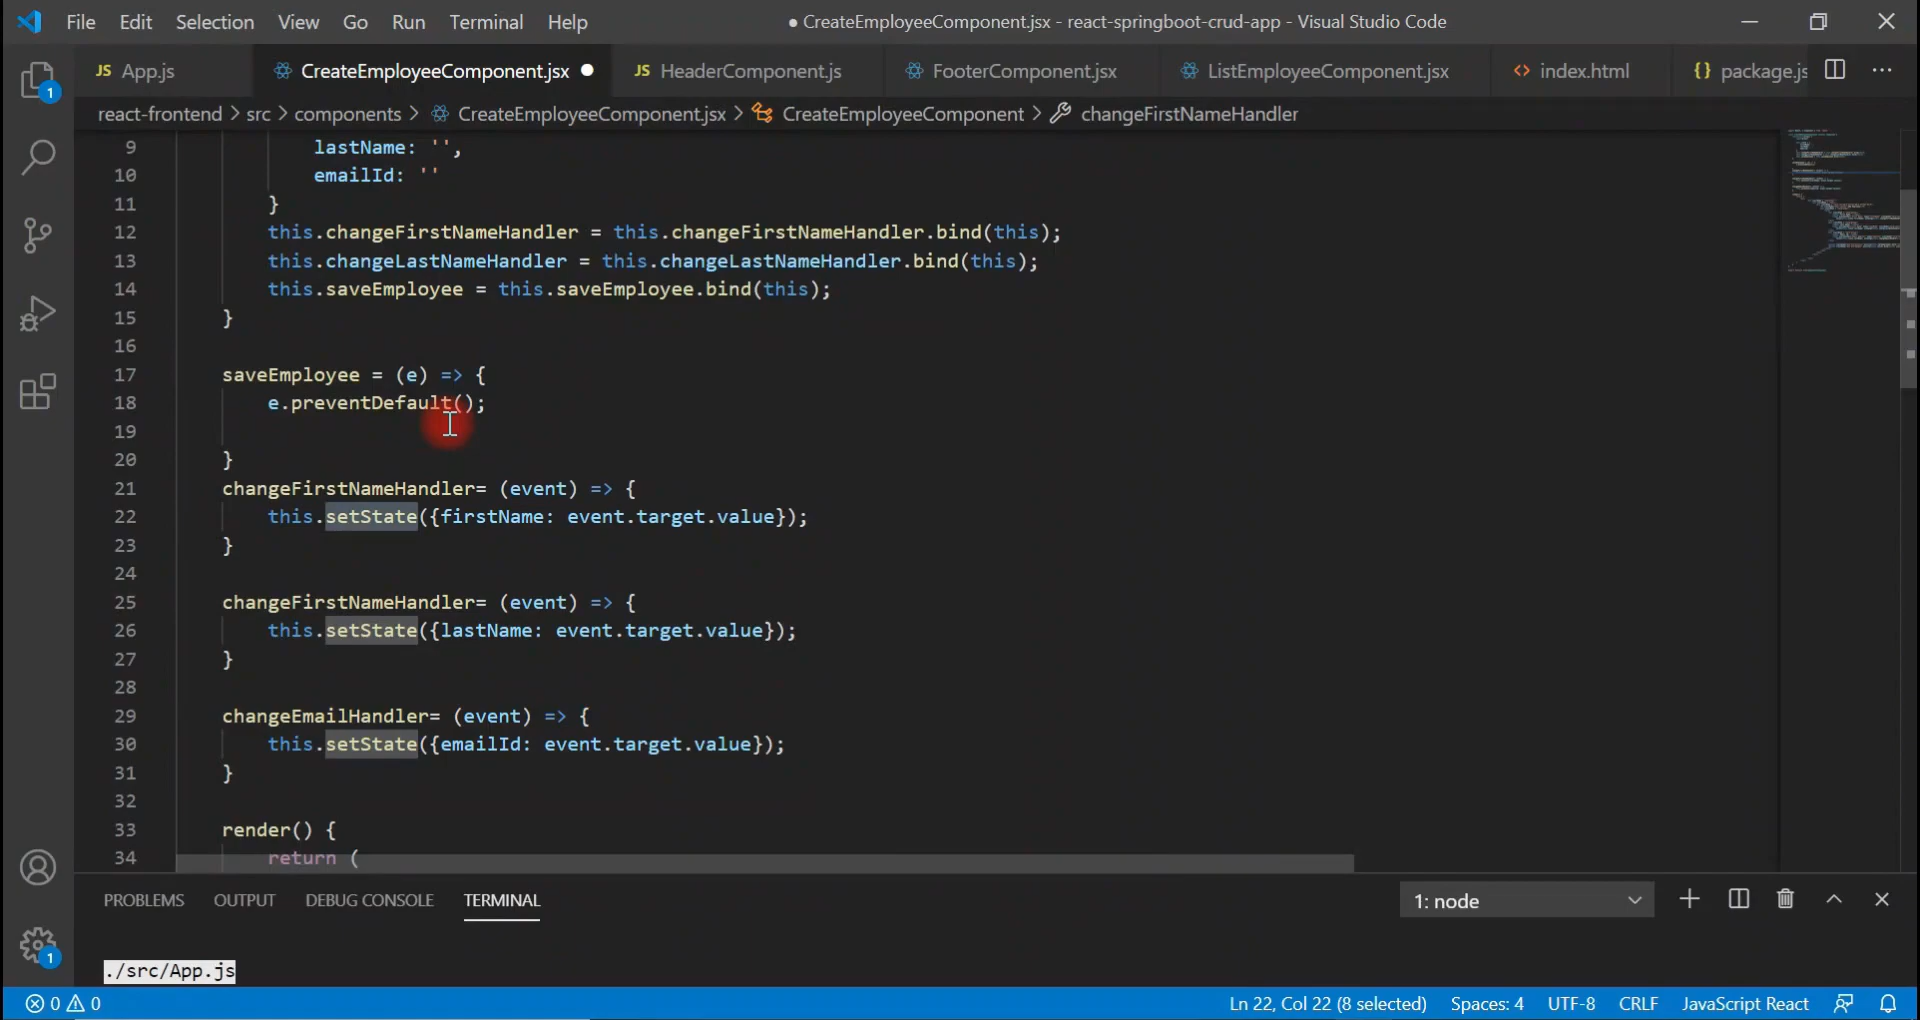 File Edit Selection View Go Run Terminal Help ● CreateEmployeeComponent.jsx - react-springboot-crud-app - Visual Studio Code
JS App.js CreateEmployeeComponent.jsx JS HeaderComponent.js FooterComponent.jsx ListEmployeeComponent.jsx <> index.html {} package.js
react-frontend > src > components > CreateEmployeeComponent.jsx > CreateEmployeeComponent > changeFirstNameHandler
9 lastName: '',
10 emailId: ''
11 }
12 this.changeFirstNameHandler = this.changeFirstNameHandler.bind(this);
13 this.changeLastNameHandler = this.changeLastNameHandler.bind(this);
14 this.saveEmployee = this.saveEmployee.bind(this);
15 }
16
17 saveEmployee = (e) => {
18 e.preventDefault();
19
20 }
21 changeFirstNameHandler= (event) => {
22 this.setState({firstName: event.target.value});
23 }
24
25 changeFirstNameHandler= (event) => {
26 this.setState({lastName: event.target.value});
27 }
28
29 changeEmailHandler= (event) => {
30 this.setState({emailId: event.target.value});
31 }
32
33 render() {
34 return (
PROBLEMS OUTPUT DEBUG CONSOLE TERMINAL 1: node
./src/App.js
1
1
0 0 Ln 22, Col 22 (8 selected) Spaces: 4 UTF-8 CRLF JavaScript React